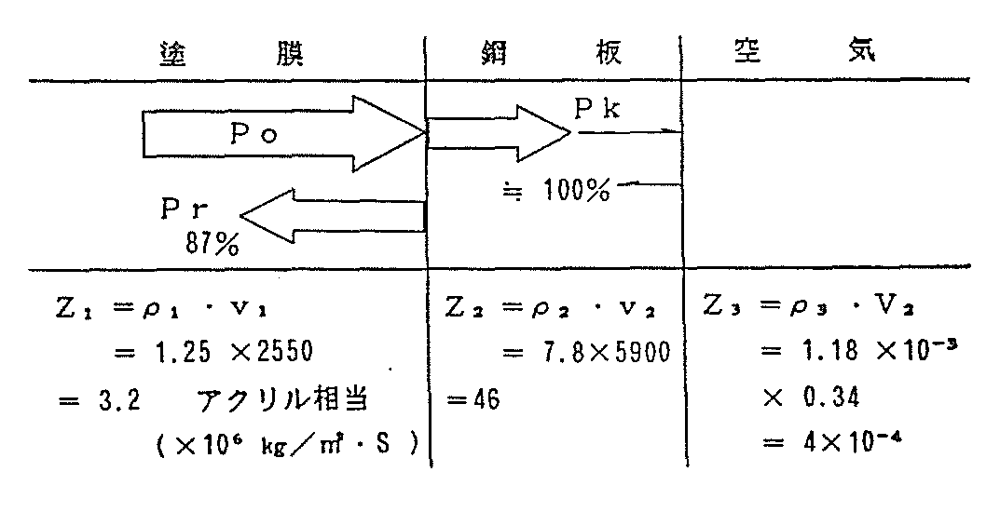 塗膜 鋼板 空気
Po Pk
≒ 100%
Pr
87%
Z₁ =ρ₁ ・v₁ Z₂ =ρ₂ ・v₂ Z₃ =ρ₃ ・V₂
= 1.25 ×2550 = 7.8×5900 = 1.18 ×10⁻³
= 3.2 アクリル相当 =46 × 0.34
(×10⁶ kg/㎡・S ) = 4×10⁻⁴